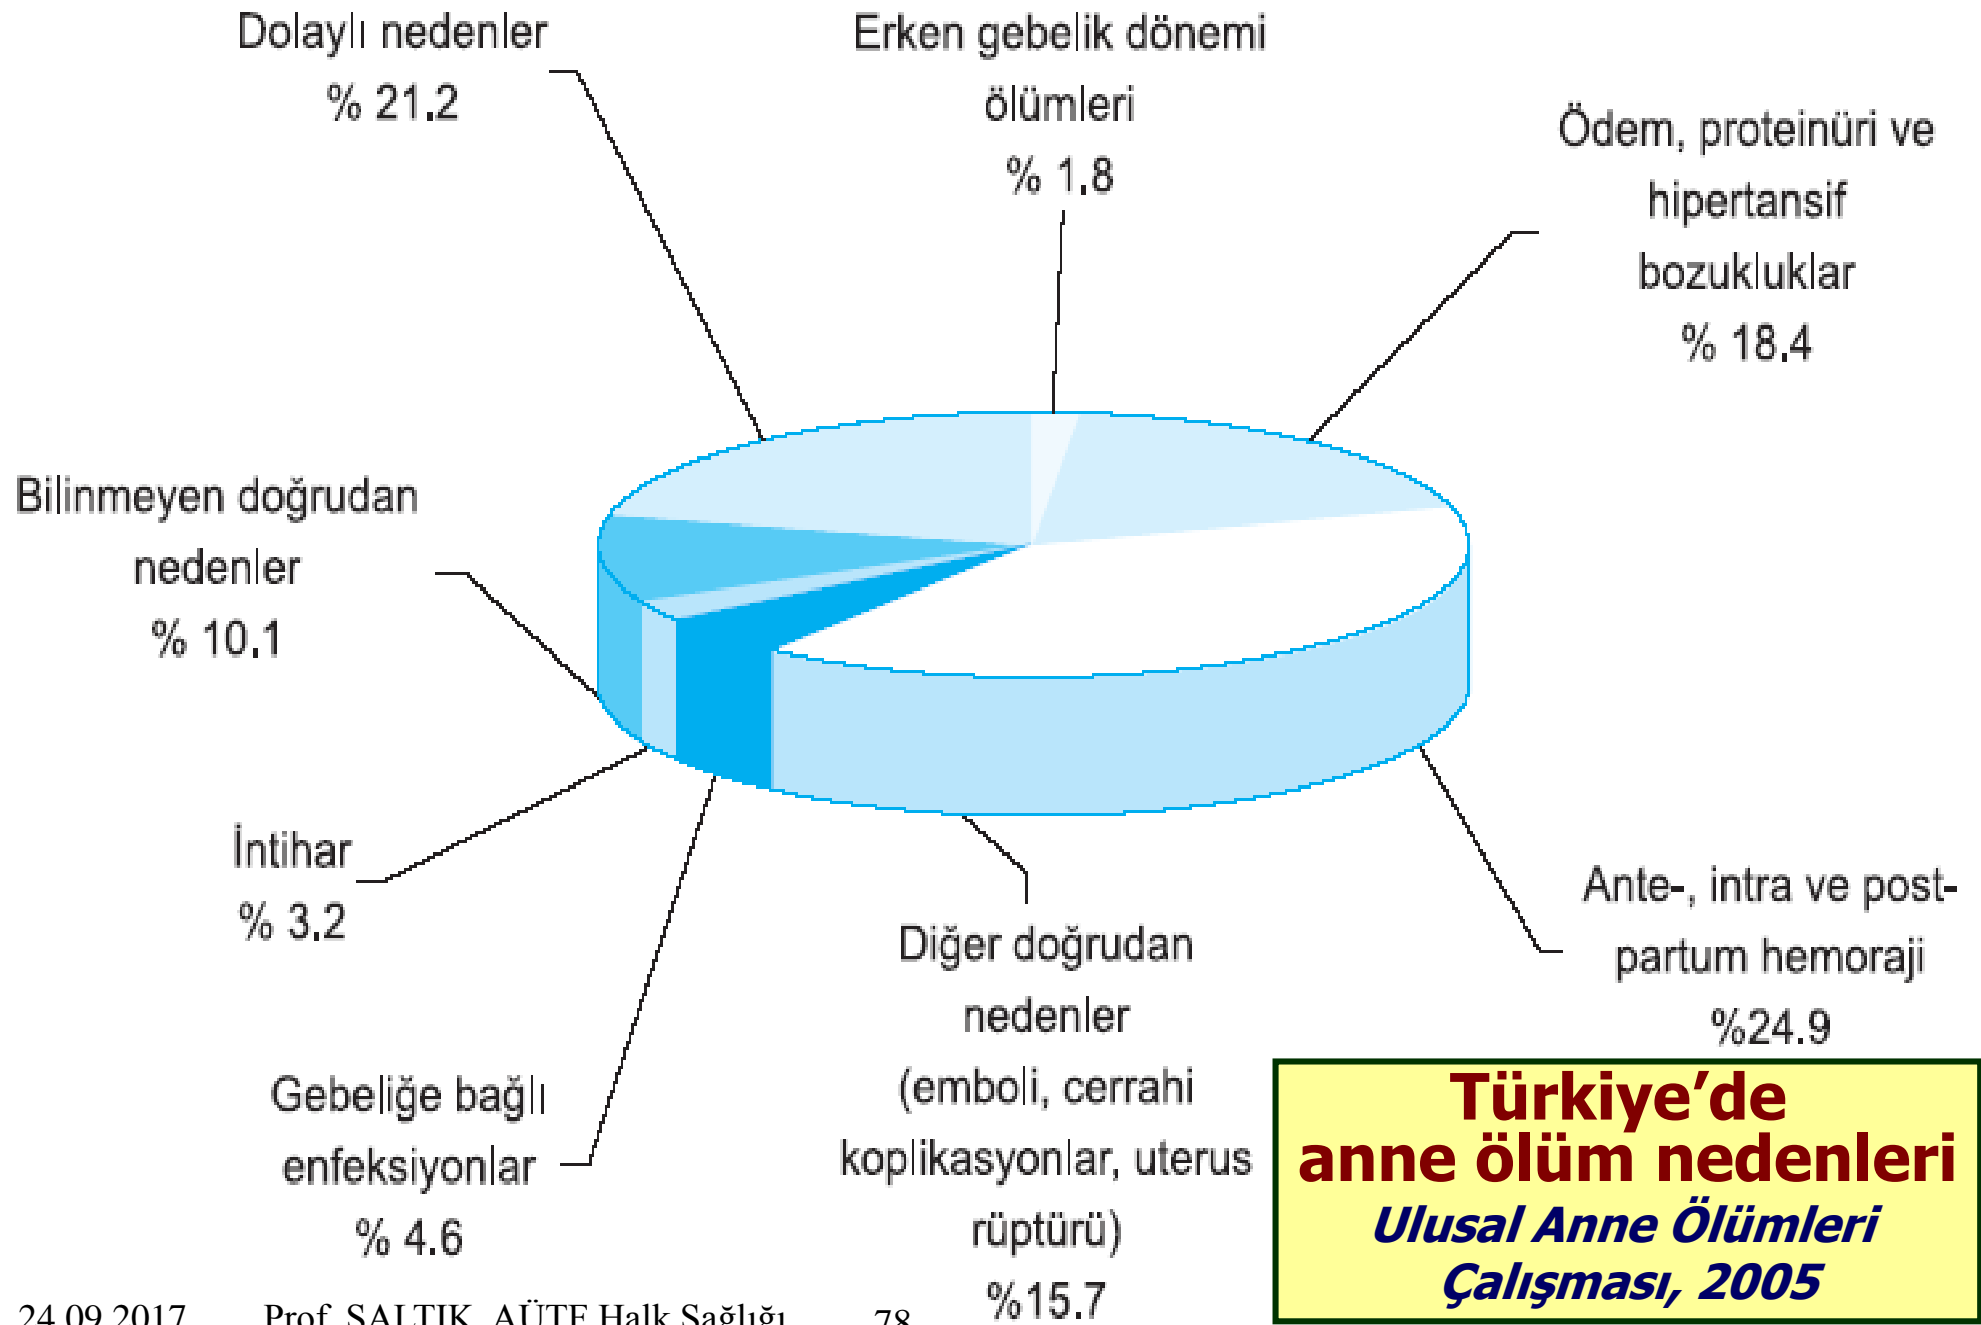 Dolaylı nedenler
% 21.2
Erken gebelik dönemi
ölümleri
% 1.8
Ödem, proteinüri ve
hipertansif
bozukluklar
% 18.4
Bilinmeyen doğrudan
nedenler
% 10.1
İntihar
% 3.2
Gebeliğe bağlı
enfeksiyonlar
% 4.6
Diğer doğrudan
nedenler
(emboli, cerrahi
koplikasyonlar, uterus
rüptürü)
%15.7
Ante-, intra ve post-
partum hemoraji
%24.9
Türkiye’de
anne ölüm nedenleri
Ulusal Anne Ölümleri
Çalışması, 2005
24.09.2017
Prof. SALTIK, AÜTF Halk Sağlığı
78